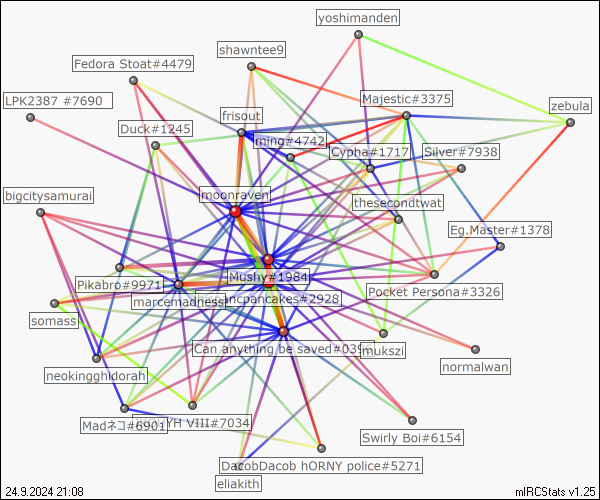 yoshimanden
shawntee9
Fedora Stoat#4479
LPK2387 #7690
Majestic#3375
zebula
frisout
Duck#1245
ming#4742
Cypha#1717
Silver#7938
bigcitysamurai
moonraven
thesecondtwat
Eg.Master#1378
Mushy#1984
Pikabro#9971
Pocket Persona#3326
marcemadness
ancpancakes#2928
somass
Can anything be saved#03
mukszi
normalwan
neokingghidorah
Madネコ#6901
YH VIII#7034
Swirly Boi#6154
DacobDacob hORNY police#5271
eliakith
24.9.2024 21:08
mIRCStats v1.25